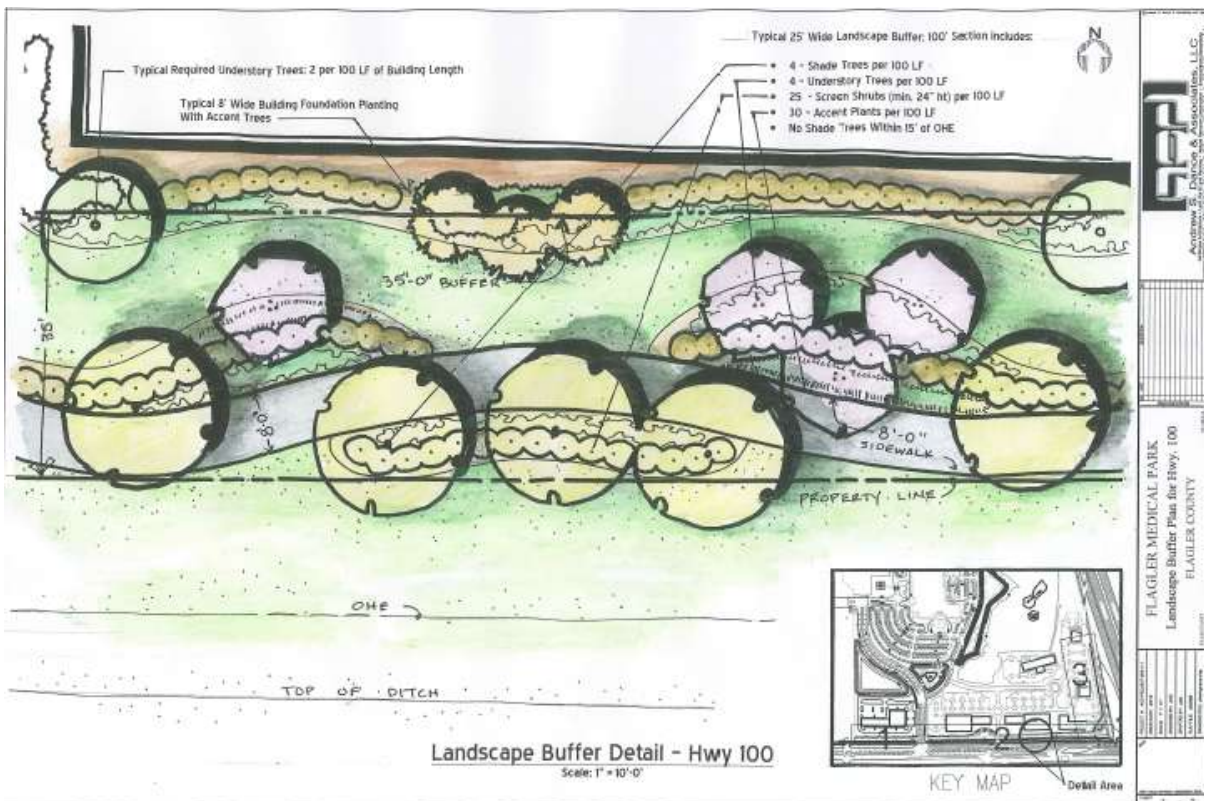 Typical Required Understory Trees: 2 per 100 LF of Building Length
Typical 8' Wide Building Foundation Planting
With Accent Trees
Typical 25' Wide Landscape Buffer: 100' Section includes:
4 - Shade Trees per 100 LF
4 - Understory Trees per 100 LF
25 - Screen Shrubs (min. 24" ht) per 100 LF
30 - Accent Plants per 100 LF
No Shade Trees Within 15' of OHE
N
35'-0" BUFFER
35'
8'-0"
8'-0"
SIDEWALK
PROPERTY LINE
OHE
TOP OF DITCH
Landscape Buffer Detail - Hwy 100
Scale: 1" = 10'-0"
1
2
KEY MAP
Detail Area
Andrew S. Dance & Associates, LLC
FLAGLER MEDICAL PARK
Landscape Buffer Plan for Hwy. 100
FLAGLER COUNTY